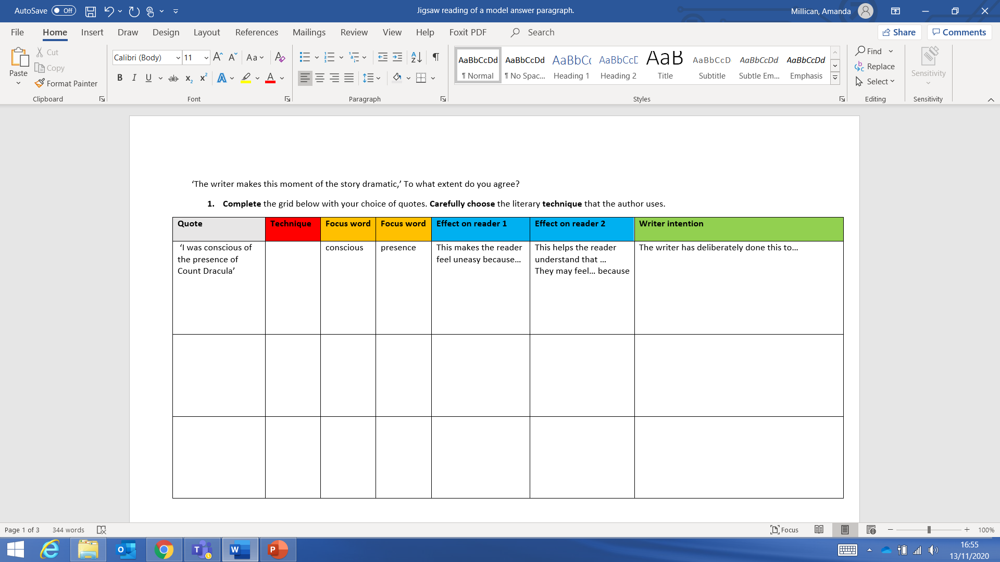 AutoSave Off
Jigsaw reading of a model answer paragraph.
Millican, Amanda
File Home Insert Draw Design Layout References Mailings Review View Help Foxit PDF Search
Share Comments
Paste
Cut
Copy
Format Painter
Clipboard
Calibri (Body) 11
Font
Paragraph
AaBbCcDd AaBbCcDd AaBbCc AaBbCcD AaB AaBbCcD AaBbCcDd AaBbCcDd
¶ Normal ¶ No Spac... Heading 1 Heading 2 Title Subtitle Subtle Em... Emphasis
Styles
Find
Replace
Select
Editing
Sensitivity
Sensitivity
‘The writer makes this moment of the story dramatic,’ To what extent do you agree?
1. Complete the grid below with your choice of quotes. Carefully choose the literary technique that the author uses.
Quote Technique Focus word Focus word Effect on reader 1 Effect on reader 2 Writer intention
‘I was conscious of
the presence of
Count Dracula’
conscious
presence
This makes the reader
feel uneasy because…
This helps the reader
understand that …
They may feel… because
The writer has deliberately done this to…
Page 1 of 3 344 words
Focus
100%
16:55
13/11/2020